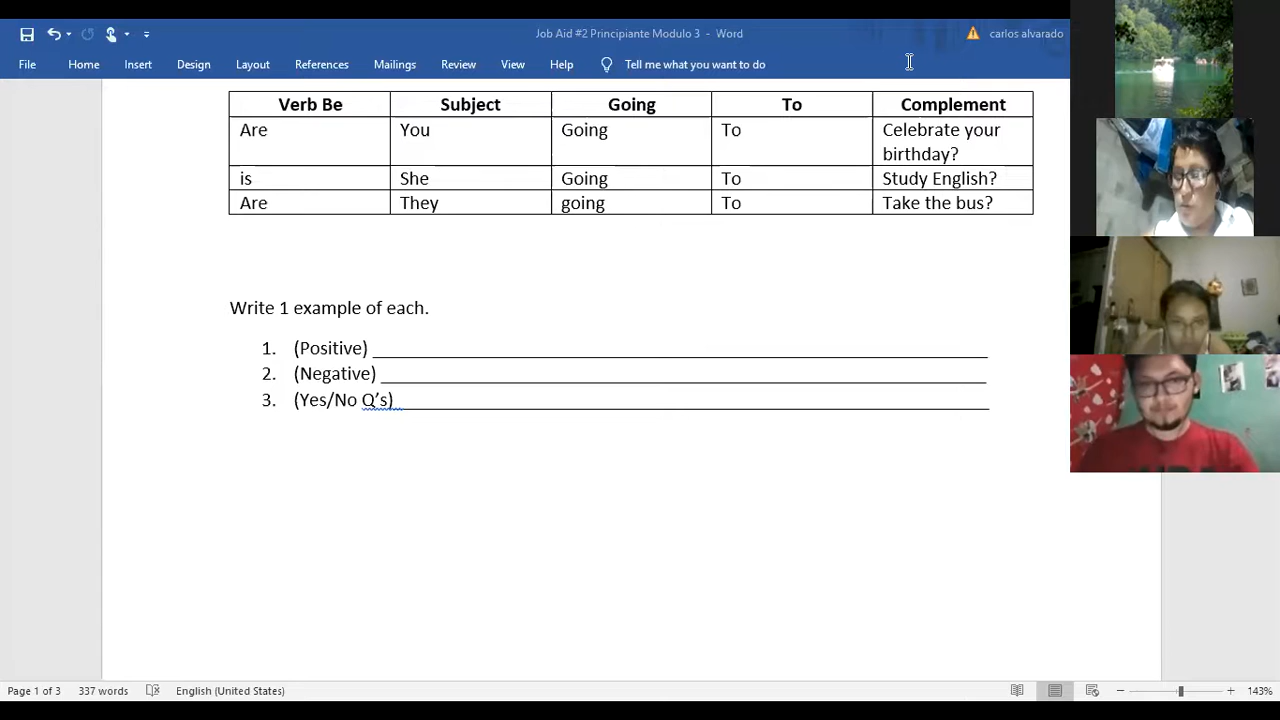 Job Aid #2 Principiante Modulo 3 - Word
carlos alvarado
File Home Insert Design Layout References Mailings Review View Help Tell me what you want to do
Verb Be Subject Going To Complement
Are You Going To Celebrate your
birthday?
is She Going To Study English?
Are They going To Take the bus?
Write 1 example of each.
1. (Positive) ______________________________
2. (Negative) ______________________________
3. (Yes/No Q's)______________________________
Page 1 of 3 337 words English (United States) 143%